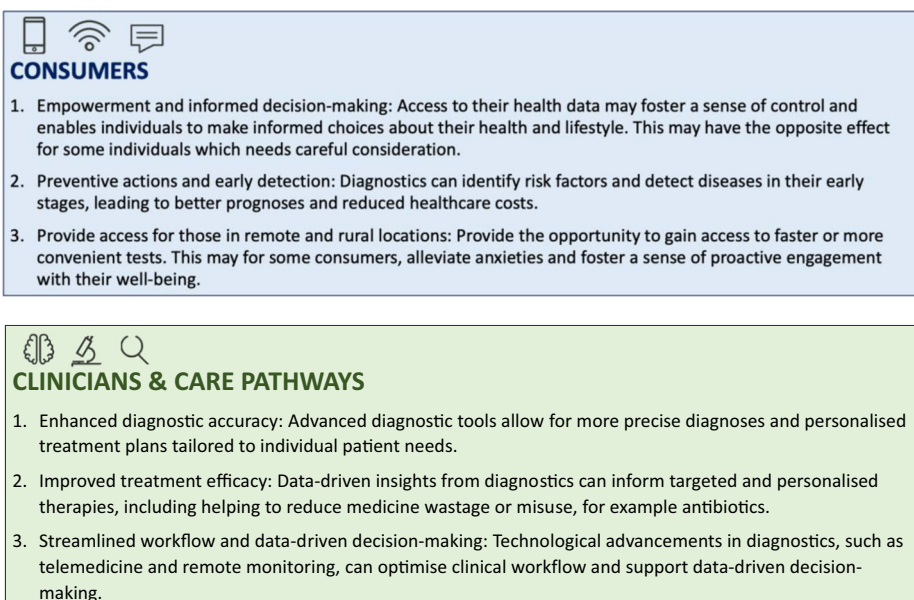 CONSUMERS
1. Empowerment and informed decision-making: Access to their health data may foster a sense of control and
enables individuals to make informed choices about their health and lifestyle. This may have the opposite effect
for some individuals which needs careful consideration.
2. Preventive actions and early detection: Diagnostics can identify risk factors and detect diseases in their early
stages, leading to better prognoses and reduced healthcare costs.
3. Provide access for those in remote and rural locations: Provide the opportunity to gain access to faster or more
convenient tests. This may for some consumers, alleviate anxieties and foster a sense of proactive engagement
with their well-being.
CLINICIANS & CARE PATHWAYS
1. Enhanced diagnostic accuracy: Advanced diagnostic tools allow for more precise diagnoses and personalised
treatment plans tailored to individual patient needs.
2. Improved treatment efficacy: Data-driven insights from diagnostics can inform targeted and personalised
therapies, including helping to reduce medicine wastage or misuse, for example antibiotics.
3. Streamlined workflow and data-driven decision-making: Technological advancements in diagnostics, such as
telemedicine and remote monitoring, can optimise clinical workflow and support data-driven decision-
making.